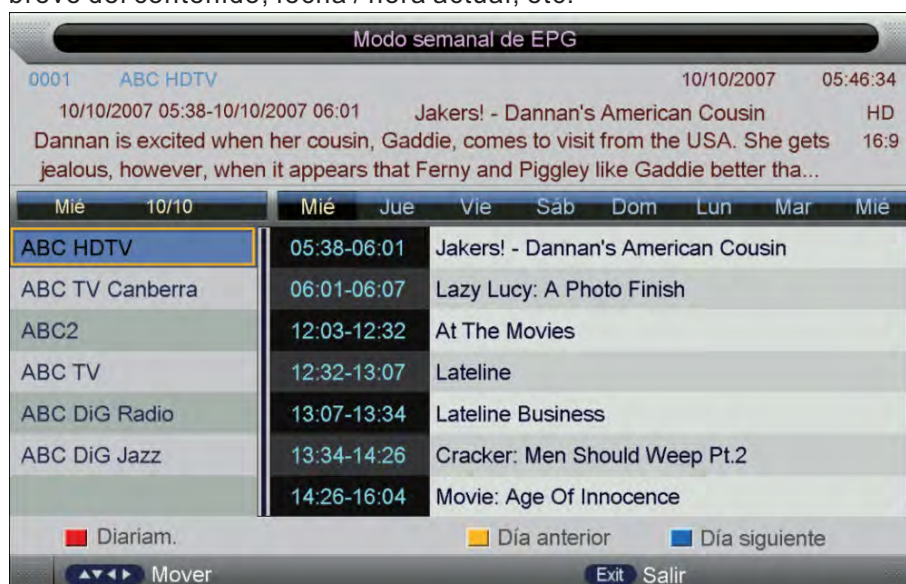 breve del contenido, fecha / hora actual, etc.
Modo semanal de EPG
0001 ABC HDTV 10/10/2007 05:46:34
10/10/2007 05:38-10/10/2007 06:01 Jakers! - Dannan's American Cousin HD
Dannan is excited when her cousin, Gaddie, comes to visit from the USA. She gets 16:9
jealous, however, when it appears that Ferny and Piggley like Gaddie better tha...
Mié 10/10 Mié Jue Vie Sáb Dom Lun Mar Mié
ABC HDTV 05:38-06:01 Jakers! - Dannan's American Cousin
ABC TV Canberra 06:01-06:07 Lazy Lucy: A Photo Finish
ABC2 12:03-12:32 At The Movies
ABC TV 12:32-13:07 Lateline
ABC DiG Radio 13:07-13:34 Lateline Business
ABC DiG Jazz 13:34-14:26 Cracker: Men Should Weep Pt.2
14:26-16:04 Movie: Age Of Innocence
Diariam. Día anterior Día siguiente
Mover Exit Salir